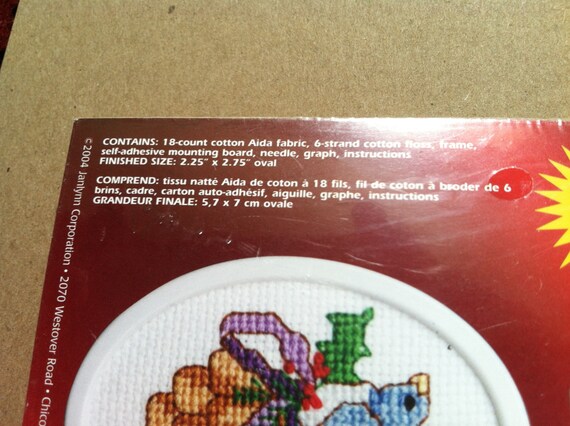 CONTAINS: 18-count cotton Aida fabric, 6-strand cotton floss, frame,
self-adhesive mounting board, needle, graph, instructions
FINISHED SIZE: 2.25" x 2.75" oval
COMPREND: tissu natté Aida de coton à 18 fils, fil de coton à broder de 6
brins, cadre, carton auto-adhésif, aiguille, graphe, instructions
GRANDEUR FINALE: 5,7 x 7 cm ovale
©2004 Janlynn Corporation • 2070 Westover Road • Chico